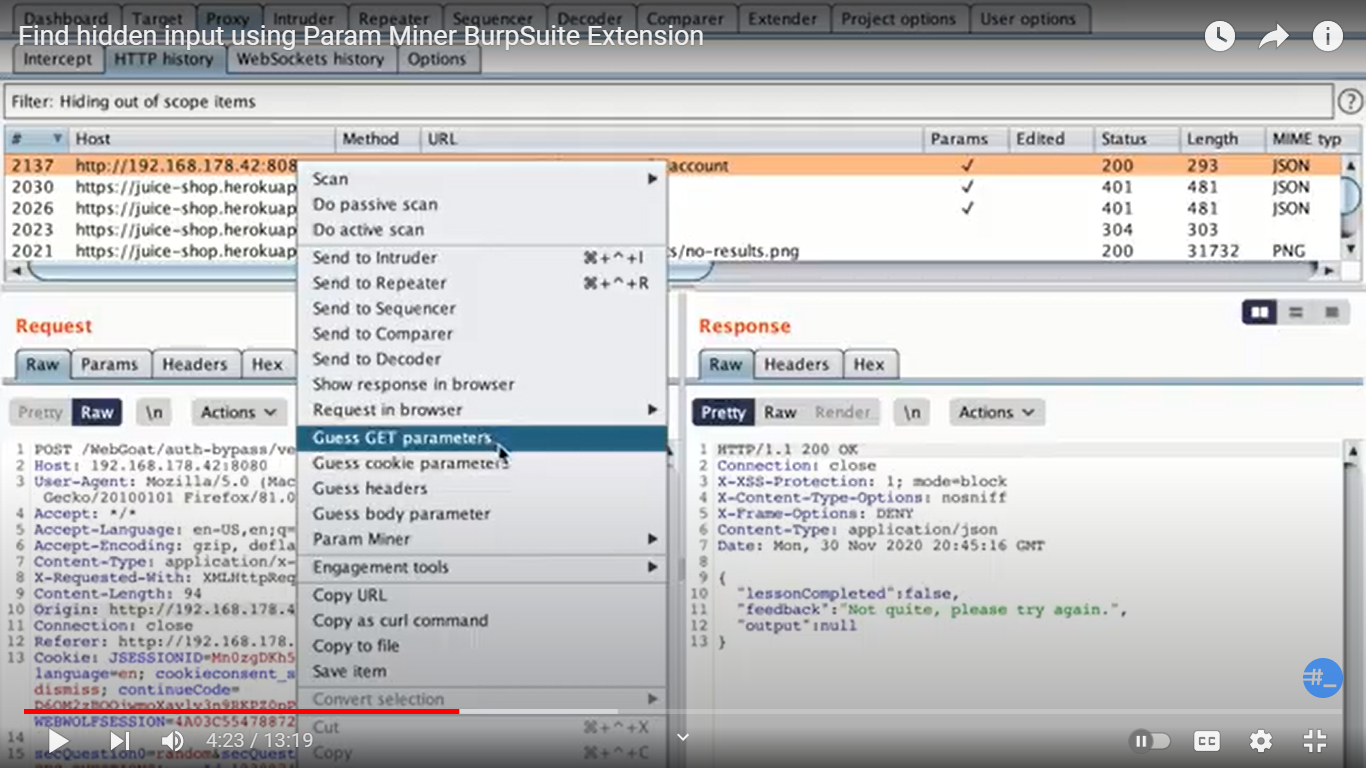 Dashboard Target Proxy Intruder Repeater Sequencer Decoder Comparer Extender Project options User options
Find hidden input using Param Miner BurpSuite Extension
Intercept HTTP history WebSockets history Options
Filter: Hiding out of scope items ?
# Host Method URL Params Edited Status Length MIME typ
2137 http://192.168.178.42:808 account ✓ 200 293 JSON
2030 https://juice-shop.herokuap ✓ 401 481 JSON
2026 https://juice-shop.herokuap ✓ 401 481 JSON
2023 https://juice-shop.herokuap 304 303
2021 https://juice-shop.herokuap s/no-results.png 200 31732 PNG
Scan
Do passive scan
Do active scan
Send to Intruder ⌘+^+I
Send to Repeater ⌘+^+R
Send to Sequencer
Send to Comparer
Send to Decoder
Show response in browser
Request in browser
Guess GET parameters
Guess cookie parameters
Guess headers
Guess body parameter
Param Miner
Engagement tools
Copy URL
Copy as curl command
Copy to file
Save item
Convert selection
Cut ⌘+^+X
Copy ⌘+^+C
Request
Raw Params Headers Hex
Pretty Raw \n Actions
1 POST /WebGoat/auth-bypass/ve
2 Host: 192.168.178.42:8080
3 User-Agent: Mozilla/5.0 (Mac
Gecko/20100101 Firefox/81.0
4 Accept: */*
5 Accept-Language: en-US,en;q=
6 Accept-Encoding: gzip, defla
7 Content-Type: application/x-
8 X-Requested-With: XMLHttpReq
9 Content-Length: 94
10 Origin: http://192.168.178.4
11 Connection: close
12 Referer: http://192.168.178.
13 Cookie: JSESSIONID=Mn0zgDKh5
language=en; cookieconsent_s
dismiss; continueCode=
WEBWOLFSESSION=4A03C55478872
14
15 secQuestion0=random&secQuest
Response
Raw Headers Hex
Pretty Raw Render \n Actions
1 HTTP/1.1 200 OK
2 Connection: close
3 X-XSS-Protection: 1; mode=block
4 X-Content-Type-Options: nosniff
5 X-Frame-Options: DENY
6 Content-Type: application/json
7 Date: Mon, 30 Nov 2020 20:45:16 GMT
8
9 {
10 "lessonCompleted":false,
11 "feedback":"Not quite, please try again.",
12 "output":null
13 }
#_
4:23 / 13:19
CC